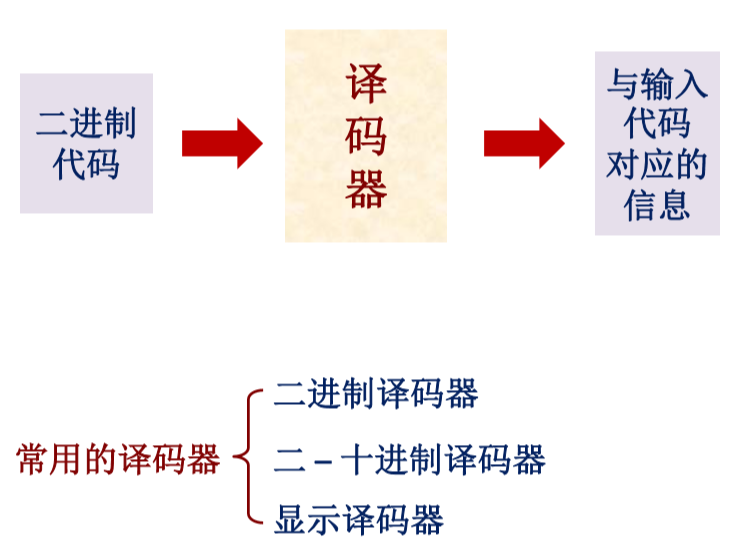 二进制
代码
译
码
器
与输入
代码
对应的
信息
常用的译码器
二进制译码器
二–十进制译码器
显示译码器